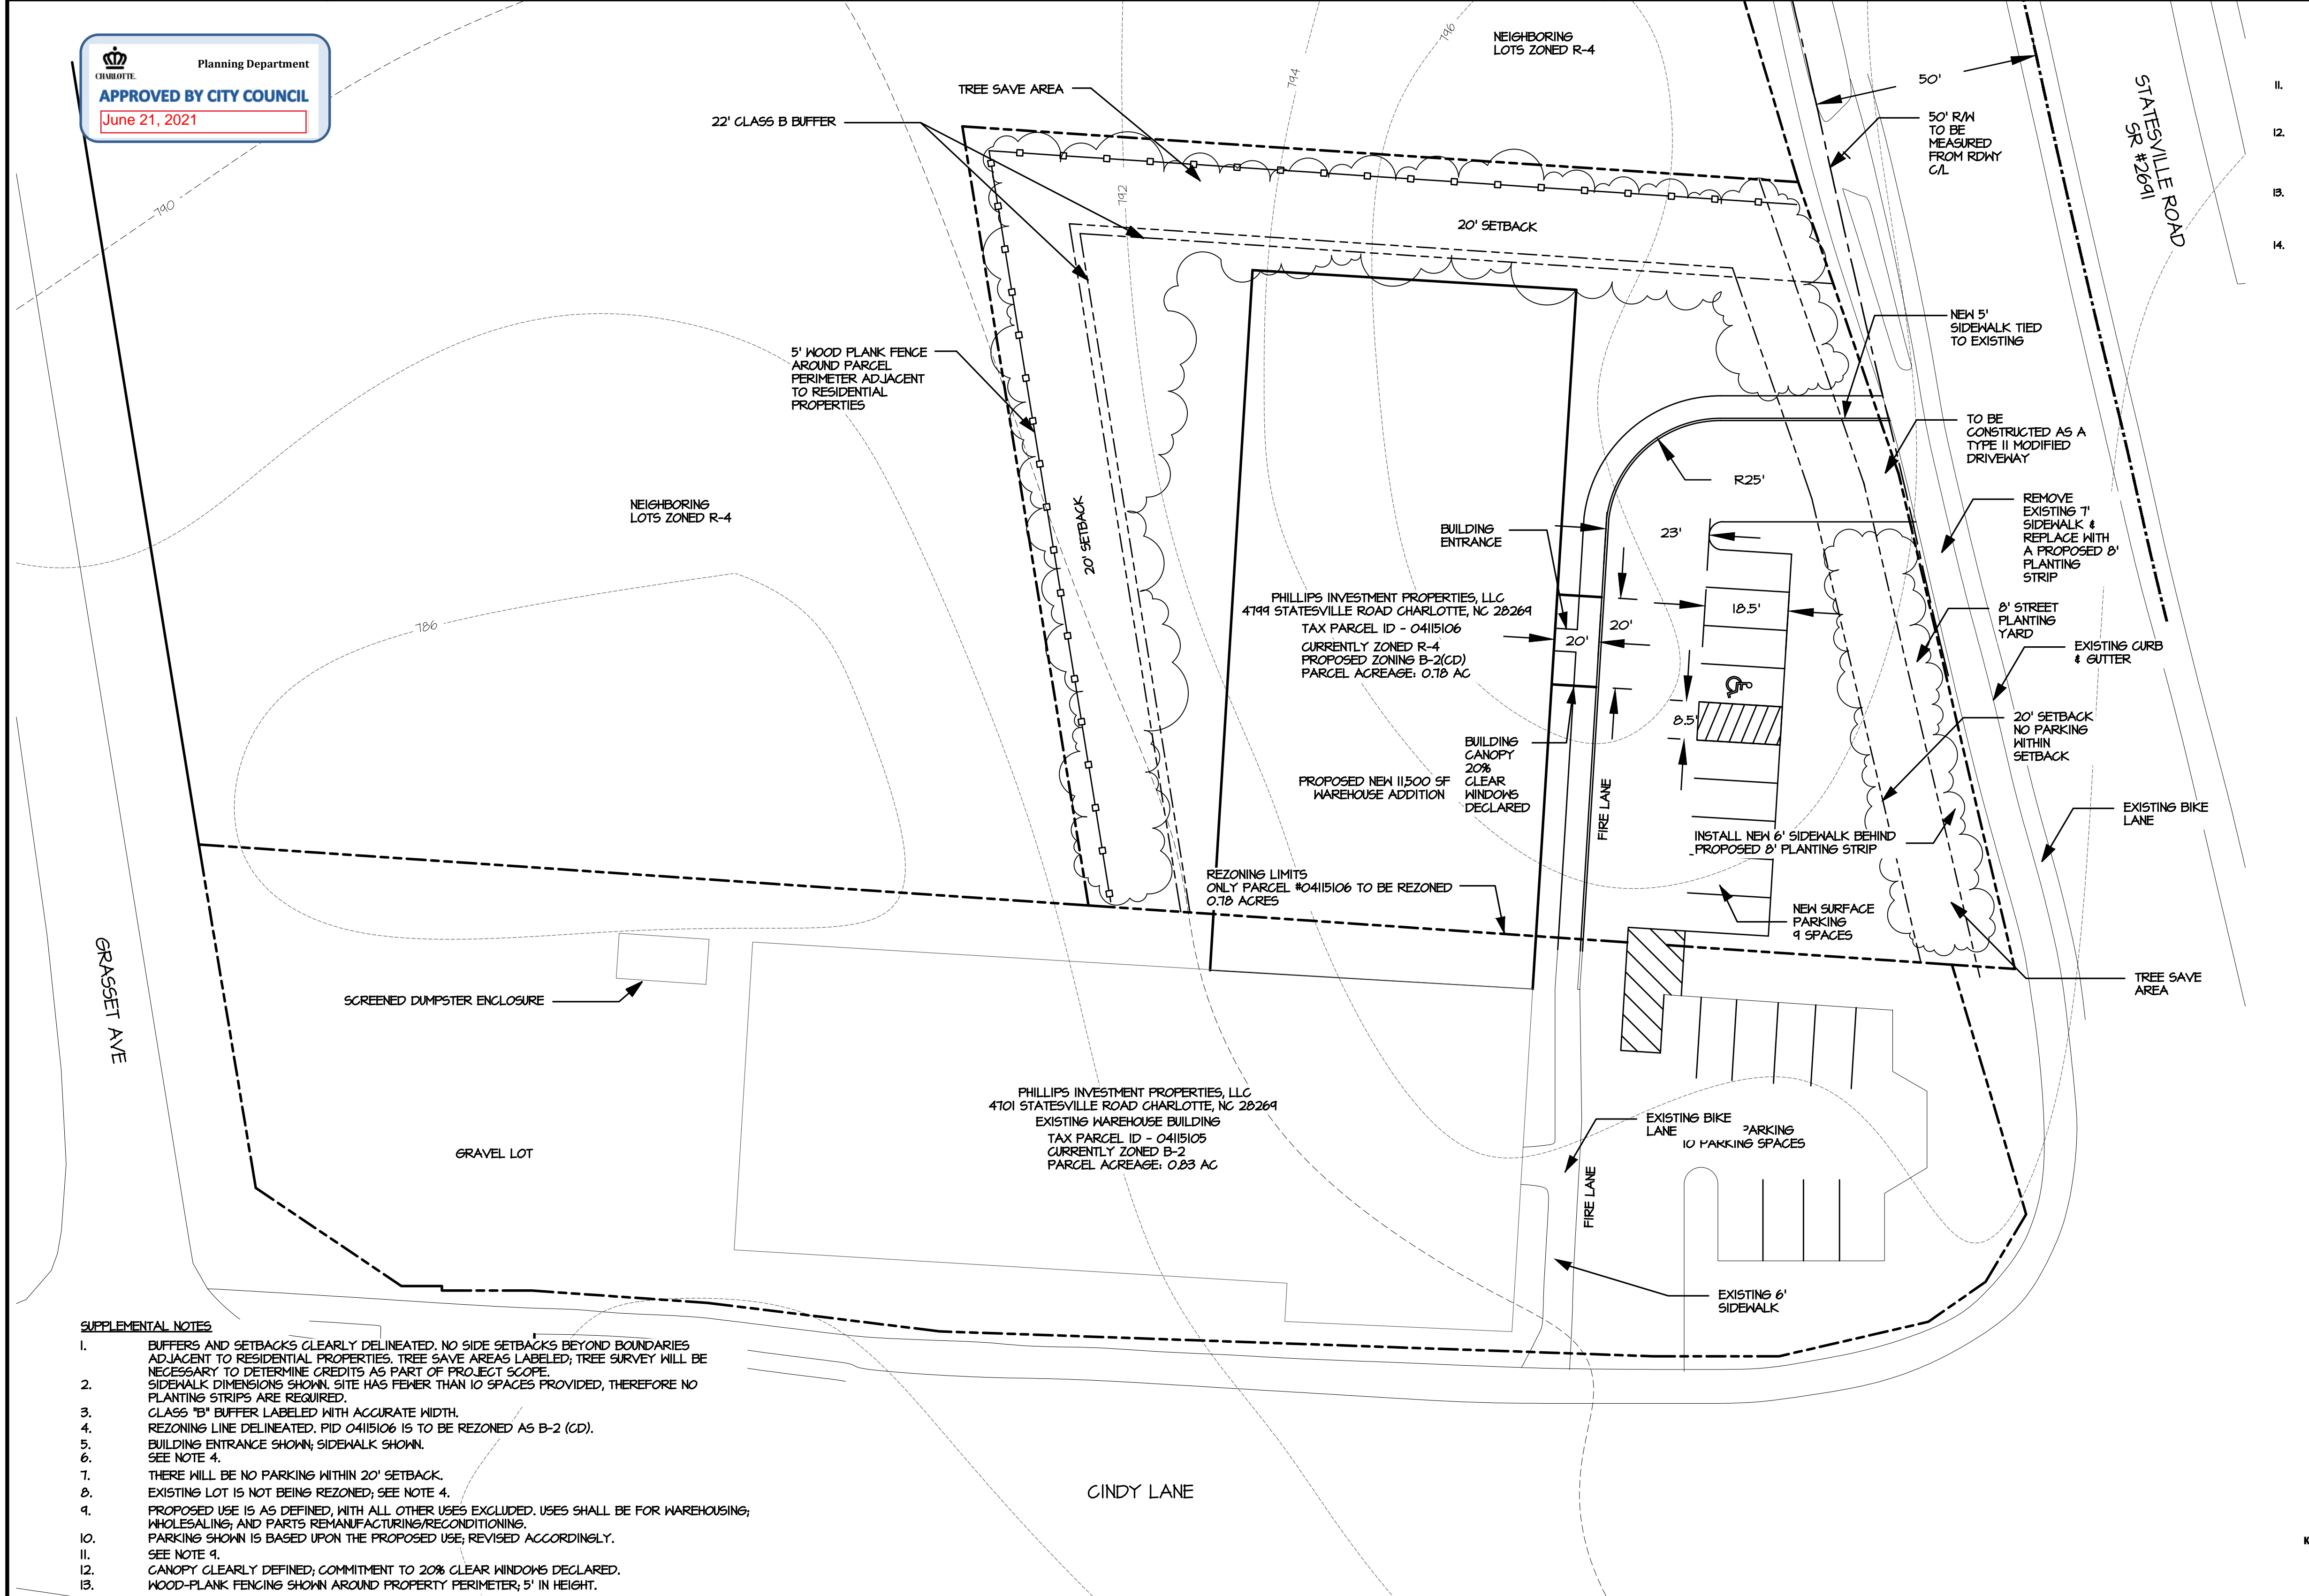 CHARLOTTE.
Planning Department
APPROVED BY CITY COUNCIL
June 21, 2021
NEIGHBORING
LOTS ZONED R-4
796
794
792
790
786
TREE SAVE AREA
22' CLASS B BUFFER
50'
50' R/W
TO BE
MEASURED
FROM RDWY
C/L
STATESVILLE ROAD
SR #2691
11.
12.
13.
14.
20' SETBACK
5' WOOD PLANK FENCE
AROUND PARCEL
PERIMETER ADJACENT
TO RESIDENTIAL
PROPERTIES
NEW 5'
SIDEWALK TIED
TO EXISTING
TO BE
CONSTRUCTED AS A
TYPE II MODIFIED
DRIVEWAY
R25'
NEIGHBORING
LOTS ZONED R-4
20' SETBACK
BUILDING
ENTRANCE
23'
REMOVE
EXISTING 7'
SIDEWALK &
REPLACE WITH
A PROPOSED 8'
PLANTING
STRIP
PHILLIPS INVESTMENT PROPERTIES, LLC
4799 STATESVILLE ROAD CHARLOTTE, NC 28269
TAX PARCEL ID - 04115106
CURRENTLY ZONED R-4
PROPOSED ZONING B-2(CD)
PARCEL ACREAGE: 0.78 AC
20'
20'
18.5'
8.5'
8' STREET
PLANTING
YARD
EXISTING CURB
& GUTTER
20' SETBACK
NO PARKING
WITHIN
SETBACK
BUILDING
CANOPY
20%
CLEAR
WINDOWS
DECLARED
PROPOSED NEW 11,500 SF
WAREHOUSE ADDITION
FIRE LANE
EXISTING BIKE
LANE
INSTALL NEW 6' SIDEWALK BEHIND
PROPOSED 8' PLANTING STRIP
REZONING LIMITS
ONLY PARCEL #04115106 TO BE REZONED
0.78 ACRES
NEW SURFACE
PARKING
9 SPACES
TREE SAVE
AREA
GRASSET AVE
SCREENED DUMPSTER ENCLOSURE
GRAVEL LOT
PHILLIPS INVESTMENT PROPERTIES, LLC
4701 STATESVILLE ROAD CHARLOTTE, NC 28269
EXISTING WAREHOUSE BUILDING
TAX PARCEL ID - 04115105
CURRENTLY ZONED B-2
PARCEL ACREAGE: 0.83 AC
EXISTING BIKE
LANE
PARKING
10 PARKING SPACES
FIRE LANE
EXISTING 6'
SIDEWALK
CINDY LANE
SUPPLEMENTAL NOTES
1. BUFFERS AND SETBACKS CLEARLY DELINEATED. NO SIDE SETBACKS BEYOND BOUNDARIES
ADJACENT TO RESIDENTIAL PROPERTIES. TREE SAVE AREAS LABELED; TREE SURVEY WILL BE
NECESSARY TO DETERMINE CREDITS AS PART OF PROJECT SCOPE.
2. SIDEWALK DIMENSIONS SHOWN. SITE HAS FEWER THAN 10 SPACES PROVIDED, THEREFORE NO
PLANTING STRIPS ARE REQUIRED.
3. CLASS "B" BUFFER LABELED WITH ACCURATE WIDTH.
4. REZONING LINE DELINEATED. PID 04115106 IS TO BE REZONED AS B-2 (CD).
5. BUILDING ENTRANCE SHOWN; SIDEWALK SHOWN.
6. SEE NOTE 4.
7. THERE WILL BE NO PARKING WITHIN 20' SETBACK.
8. EXISTING LOT IS NOT BEING REZONED; SEE NOTE 4.
9. PROPOSED USE IS AS DEFINED, WITH ALL OTHER USES EXCLUDED. USES SHALL BE FOR WAREHOUSING;
WHOLESALING; AND PARTS REMANUFACTURING/RECONDITIONING.
10. PARKING SHOWN IS BASED UPON THE PROPOSED USE; REVISED ACCORDINGLY.
11. SEE NOTE 9.
12. CANOPY CLEARLY DEFINED; COMMITMENT TO 20% CLEAR WINDOWS DECLARED.
13. WOOD-PLANK FENCING SHOWN AROUND PROPERTY PERIMETER; 5' IN HEIGHT.